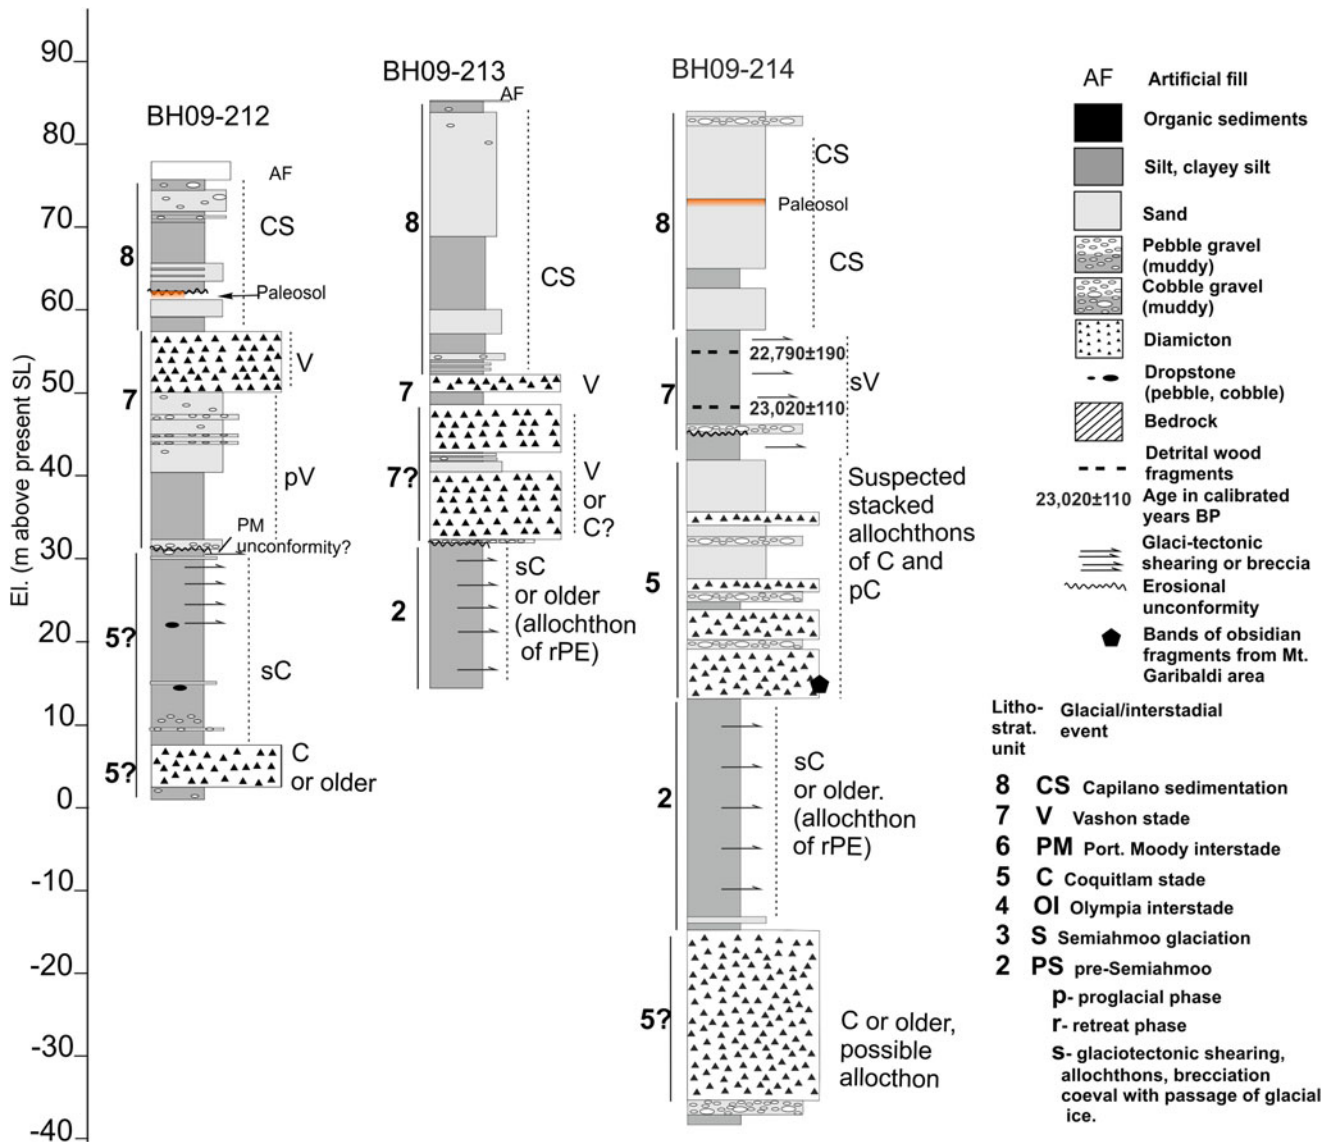 El. (m above present SL)
90
80
70
60
50
40
30
20
10
0
-10
-20
-30
-40
BH09-212
AF
CS
8
Paleosol
V
7
pV
PM
unconformity?
5?
sC
5?
C
or older
BH09-213
AF
8
CS
7
V
7?
V
or
C?
2
sC
or older
(allochthon
of rPE)
BH09-214
CS
Paleosol
8
CS
22,790±190
sV
7
23,020±110
Suspected
stacked
allochthons
of C and
pC
5
2
sC
or older.
(allochthon
of rPE)
5?
C or older,
possible
allocthon
AF Artificial fill
Organic sediments
Silt, clayey silt
Sand
Pebble gravel
(muddy)
Cobble gravel
(muddy)
Diamicton
Dropstone
(pebble, cobble)
Bedrock
Detrital wood
fragments
23,020±110 Age in calibrated
years BP
Glaci-tectonic
shearing or breccia
Erosional
unconformity
Bands of obsidian
fragments from Mt.
Garibaldi area
Litho-
strat.
unit
Glacial/interstadial
event
8 CS Capilano sedimentation
7 V Vashon stade
6 PM Port. Moody interstade
5 C Coquitlam stade
4 OI Olympia interstade
3 S Semiahmoo glaciation
2 PS pre-Semiahmoo
p- proglacial phase
r- retreat phase
s- glaciotectonic shearing,
allochthons, brecciation
coeval with passage of glacial
ice.